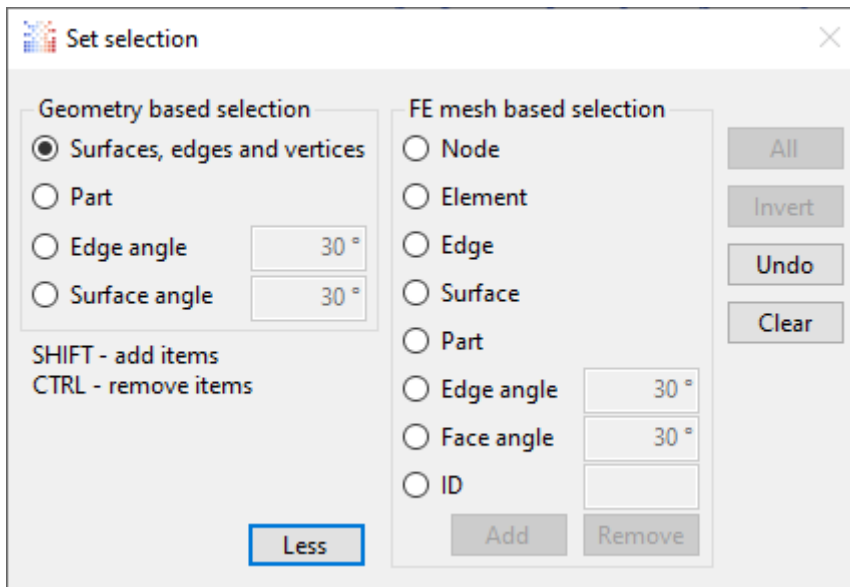 Set selection
Geometry based selection
Surfaces, edges and vertices
Part
Edge angle 30 °
Surface angle 30 °
SHIFT - add items
CTRL - remove items
Less
FE mesh based selection
Node
Element
Edge
Surface
Part
Edge angle 30 °
Face angle 30 °
ID
Add Remove
All
Invert
Undo
Clear